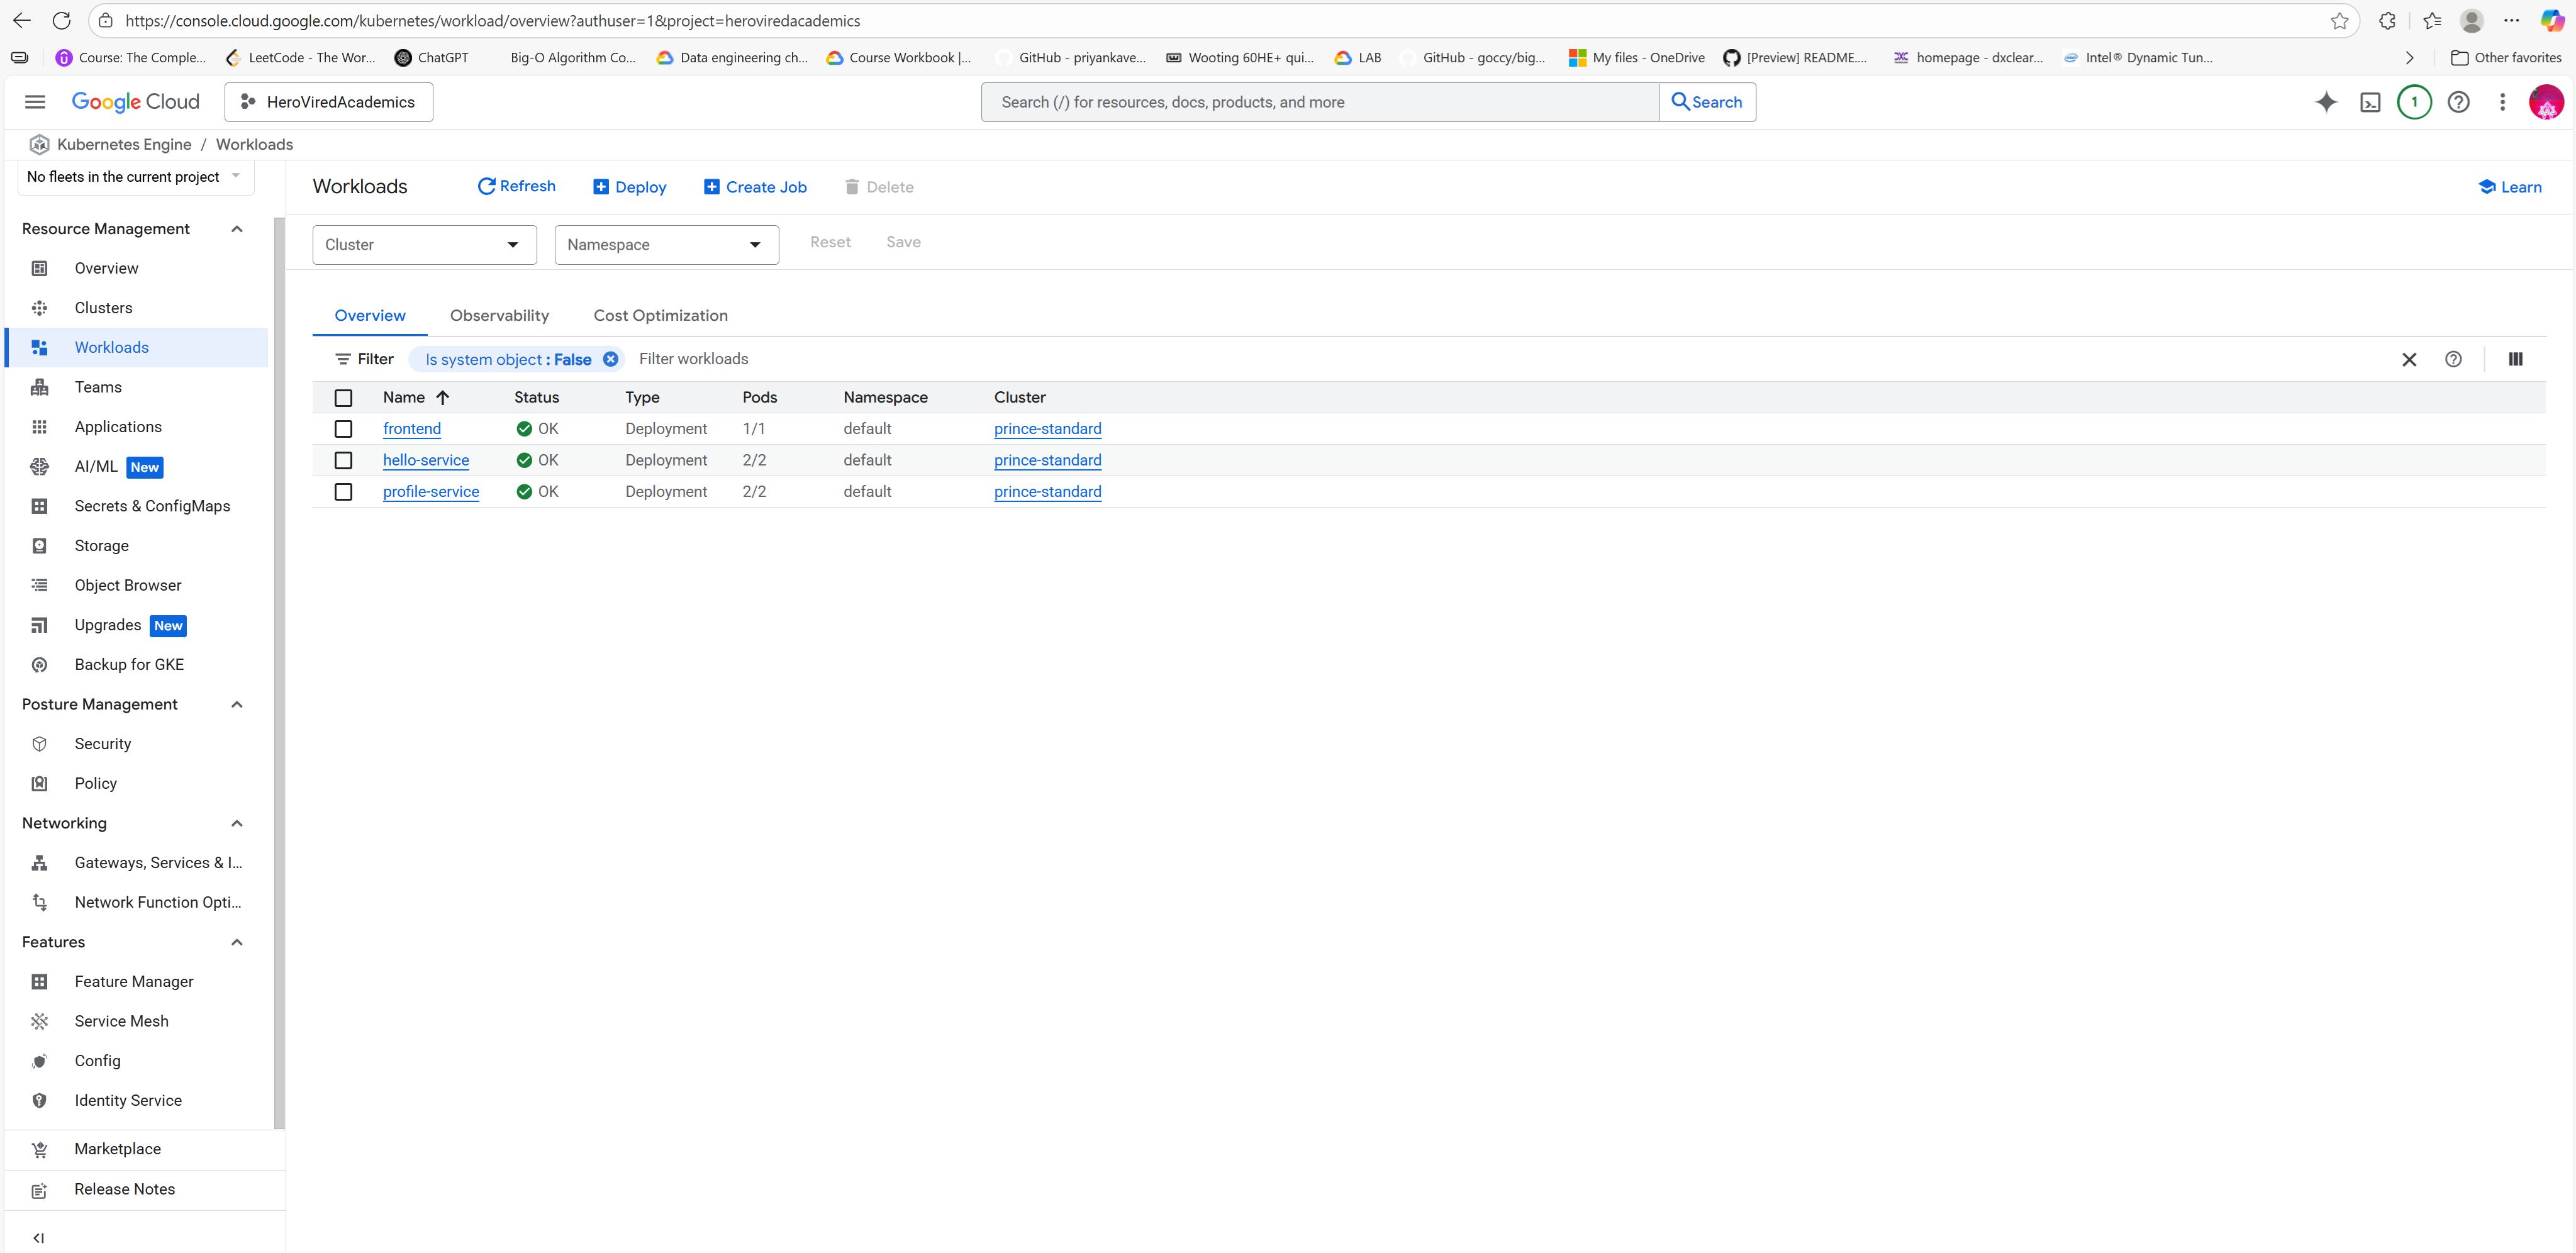 https://console.cloud.google.com/kubernetes/workload/overview?authuser=1&project=heroviredacademics
Course: The Comple... LeetCode - The Wor... ChatGPT Big-O Algorithm Co... Data engineering ch... Course Workbook |... GitHub - priyankave... Wooting 60HE+ qui... LAB GitHub - goccy/big... My files - OneDrive [Preview] README.... homepage - dxclear... Intel® Dynamic Tun... Other favorites
Google Cloud HeroViredAcademics Search (/) for resources, docs, products, and more Search 1
Kubernetes Engine / Workloads
No fleets in the current project
Resource Management
Overview
Clusters
Workloads
Teams
Applications
AI/ML New
Secrets & ConfigMaps
Storage
Object Browser
Upgrades New
Backup for GKE
Posture Management
Security
Policy
Networking
Gateways, Services & I...
Network Function Opti...
Features
Feature Manager
Service Mesh
Config
Identity Service
Marketplace
Release Notes
Workloads Refresh Deploy Create Job Delete Learn
Cluster Namespace Reset Save
Overview Observability Cost Optimization
Filter Is system object : False Filter workloads
Name Status Type Pods Namespace Cluster
frontend OK Deployment 1/1 default prince-standard
hello-service OK Deployment 2/2 default prince-standard
profile-service OK Deployment 2/2 default prince-standard